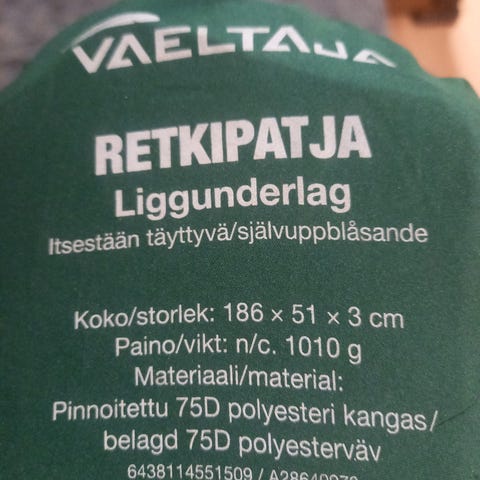 VAELTAJA
RETKIPATJA
Liggunderlag
Itsestään täyttyvä/självuppblåsande
Koko/storlek: 186 × 51 × 3 cm
Paino/vikt: n/c. 1010 g
Materiaali/material:
Pinnoitettu 75D polyesteri kangas/
belagd 75D polyesterväv
6438114551509 /